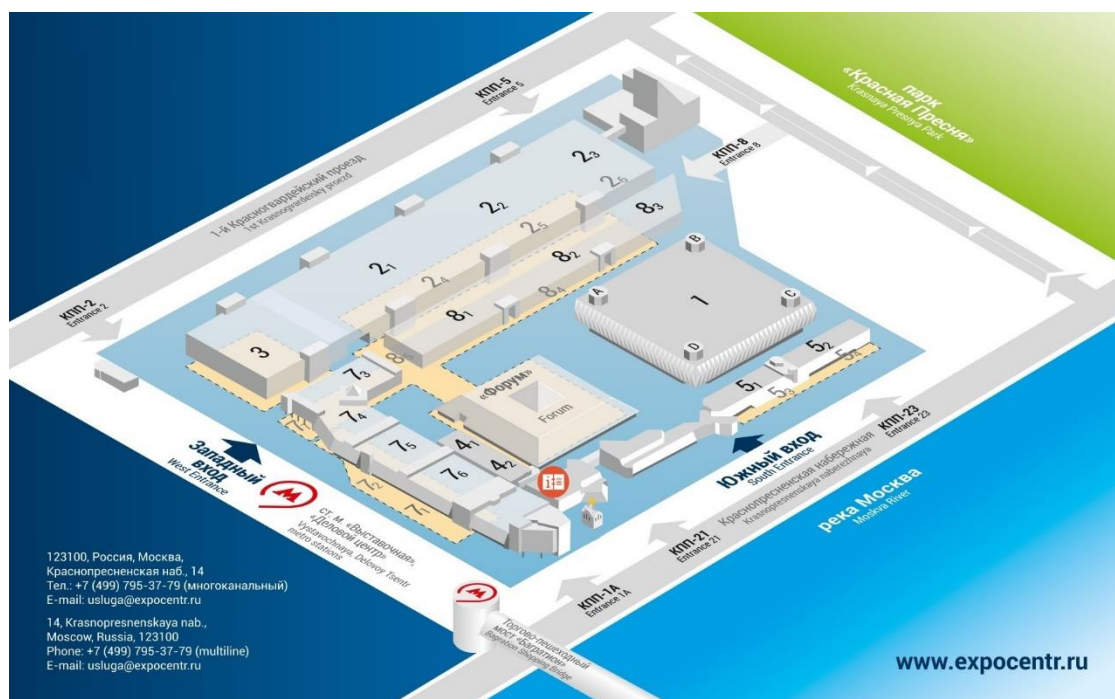 «Красная Пресня»
парк
Krasnaya Presnya Park
КПП-5
Entrance 5
КПП-8
Entrance 8
1-й Красногвардейский проезд
1st Krasnogvardevsky proezd
КПП-2
Entrance 2
2₃
2₆
2₂
2₅
2₁
2₄
8₃
8₂
8₄
8₁
3
1
A
B
C
D
5₂
5₄
5₁
5₃
7₃
7₄
7₅
7₆
7₂
7₁
4₁
4₂
«Форум»
Forum
Западный
вход
West Entrance
Южный вход
South Entrance
КПП-23
Entrance 23
Краснопресненская набережная
Krasnopresnenskaya naberezhnaya
КПП-21
Entrance 21
КПП-1А
Entrance 1A
река Москва
Moskva River
ст. м. «Выставочная»,
«Деловой центр»
Vystavochnaya, Delovoy Tsentr
metro stations
Торгово-пешеходный
мост «Багратион»
Bagration Shopping Bridge
123100, Россия, Москва,
Краснопресненская наб., 14
Тел.: +7 (499) 795-37-79 (многоканальный)
E-mail: usluga@expocentr.ru
14, Krasnopresnenskaya nab.,
Moscow, Russia, 123100
Phone: +7 (499) 795-37-79 (multiline)
E-mail: usluga@expocentr.ru
www.expocentr.ru